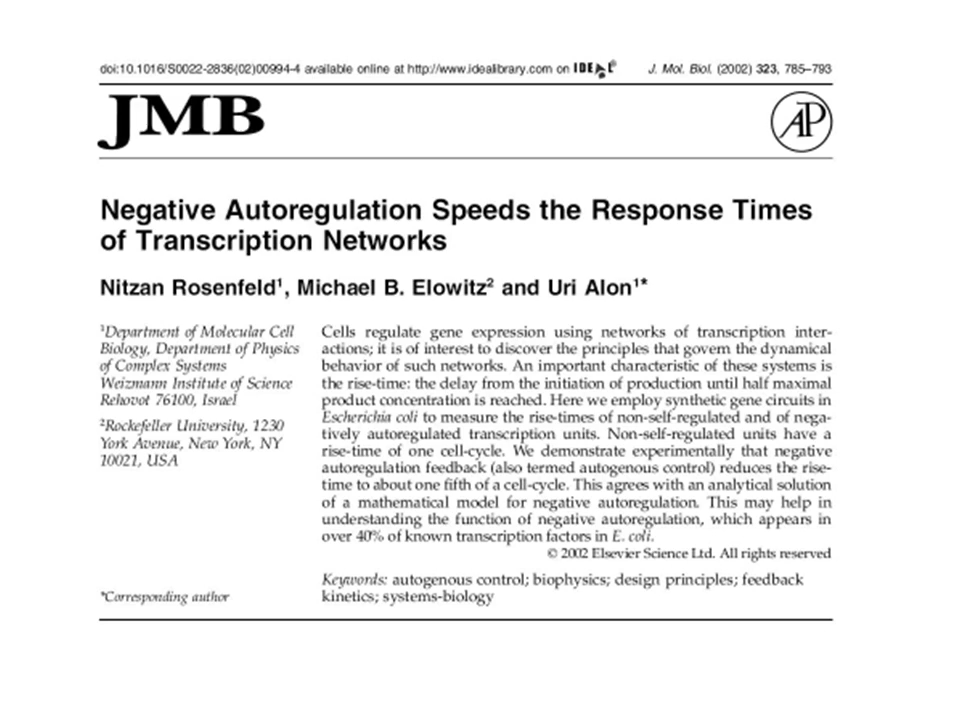 doi:10.1016/S0022-2836(02)00994-4 available online at http://www.idealibrary.com on IDEAL® J. Mol. Biol. (2002) 323, 785–793
JMB
AP
Negative Autoregulation Speeds the Response Times
of Transcription Networks
Nitzan Rosenfeld¹, Michael B. Elowitz² and Uri Alon¹*
¹Department of Molecular Cell
Biology, Department of Physics
of Complex Systems
Weizmann Institute of Science
Rehovot 76100, Israel
²Rockefeller University, 1230
York Avenue, New York, NY
10021, USA
*Corresponding author
Cells regulate gene expression using networks of transcription inter-
actions; it is of interest to discover the principles that govern the dynamical
behavior of such networks. An important characteristic of these systems is
the rise-time: the delay from the initiation of production until half maximal
product concentration is reached. Here we employ synthetic gene circuits in
Escherichia coli to measure the rise-times of non-self-regulated and of nega-
tively autoregulated transcription units. Non-self-regulated units have a
rise-time of one cell-cycle. We demonstrate experimentally that negative
autoregulation feedback (also termed autogenous control) reduces the rise-
time to about one fifth of a cell-cycle. This agrees with an analytical solution
of a mathematical model for negative autoregulation. This may help in
understanding the function of negative autoregulation, which appears in
over 40% of known transcription factors in E. coli.
© 2002 Elsevier Science Ltd. All rights reserved
Keywords: autogenous control; biophysics; design principles; feedback
kinetics; systems-biology